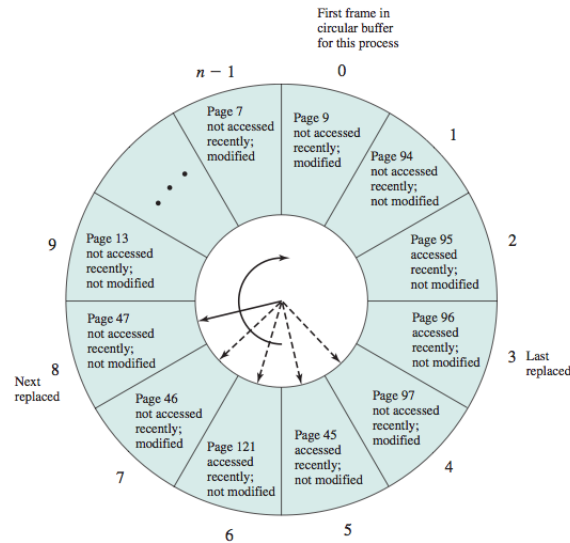 First frame in
circular buffer
for this process
n − 1
0
Page 7
not accessed
recently;
modified
Page 9
not accessed
recently;
modified
1
Page 94
not accessed
recently;
not modified
2
Page 95
accessed
recently;
not modified
Page 96
accessed
recently;
not modified
3 Last
replaced
Page 97
not accessed
recently;
modified
4
Page 45
accessed
recently;
not modified
5
Page 121
accessed
recently;
not modified
6
Page 46
not accessed
recently;
modified
7
Page 47
not accessed
recently;
not modified
8
Next
replaced
Page 13
not accessed
recently;
not modified
9